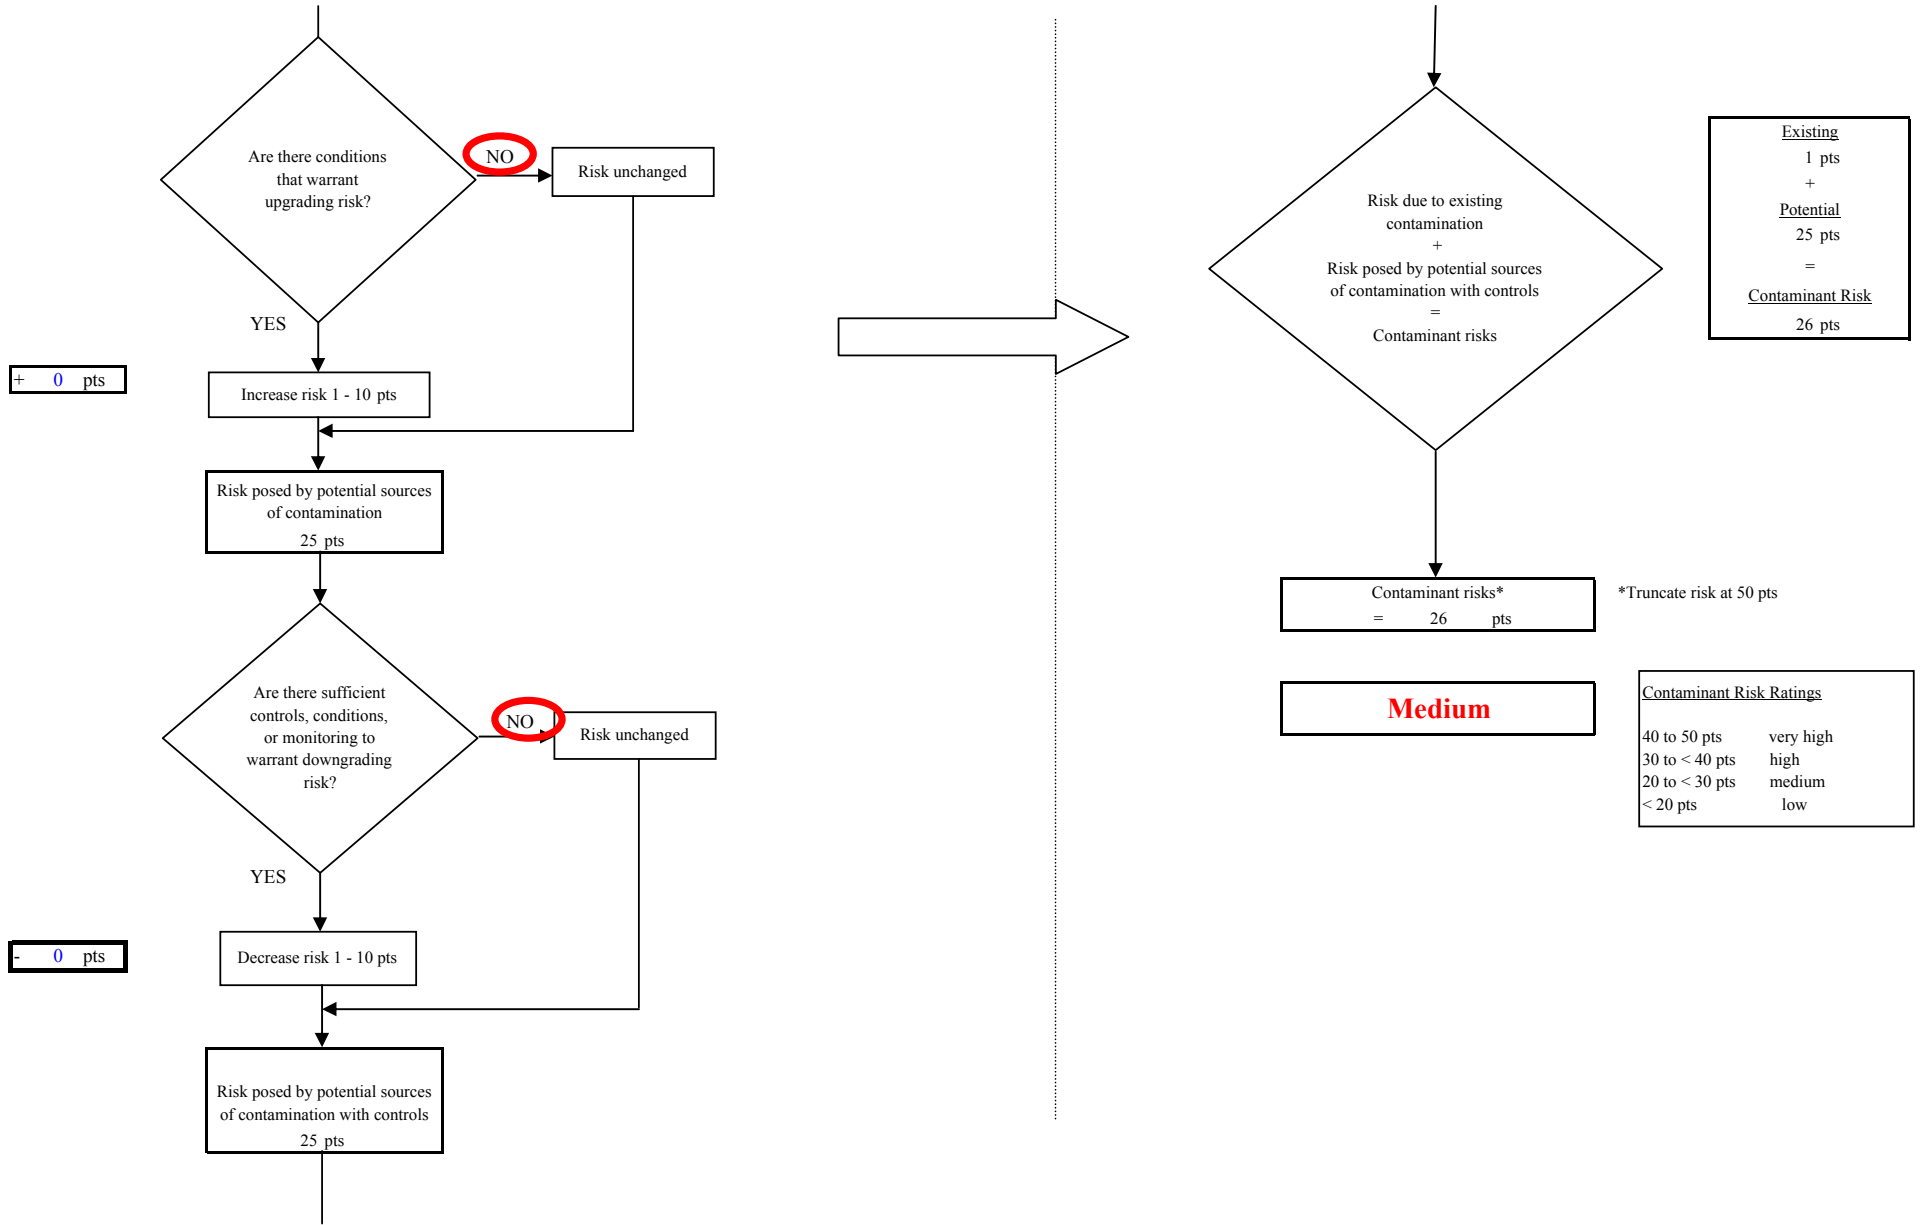 Are there conditions
that warrant
upgrading risk?
NO
Risk unchanged
YES
+ 0 pts
Increase risk 1 - 10 pts
Risk posed by potential sources
of contamination
25 pts
Are there sufficient
controls, conditions,
or monitoring to
warrant downgrading
risk?
NO
Risk unchanged
YES
- 0 pts
Decrease risk 1 - 10 pts
Risk posed by potential sources
of contamination with controls
25 pts
Risk due to existing
contamination
+
Risk posed by potential sources
of contamination with controls
=
Contaminant risks
Existing
1 pts
+
Potential
25 pts
=
Contaminant Risk
26 pts
Contaminant risks*
= 26 pts
*Truncate risk at 50 pts
Medium
Contaminant Risk Ratings
40 to 50 pts very high
30 to < 40 pts high
20 to < 30 pts medium
< 20 pts low